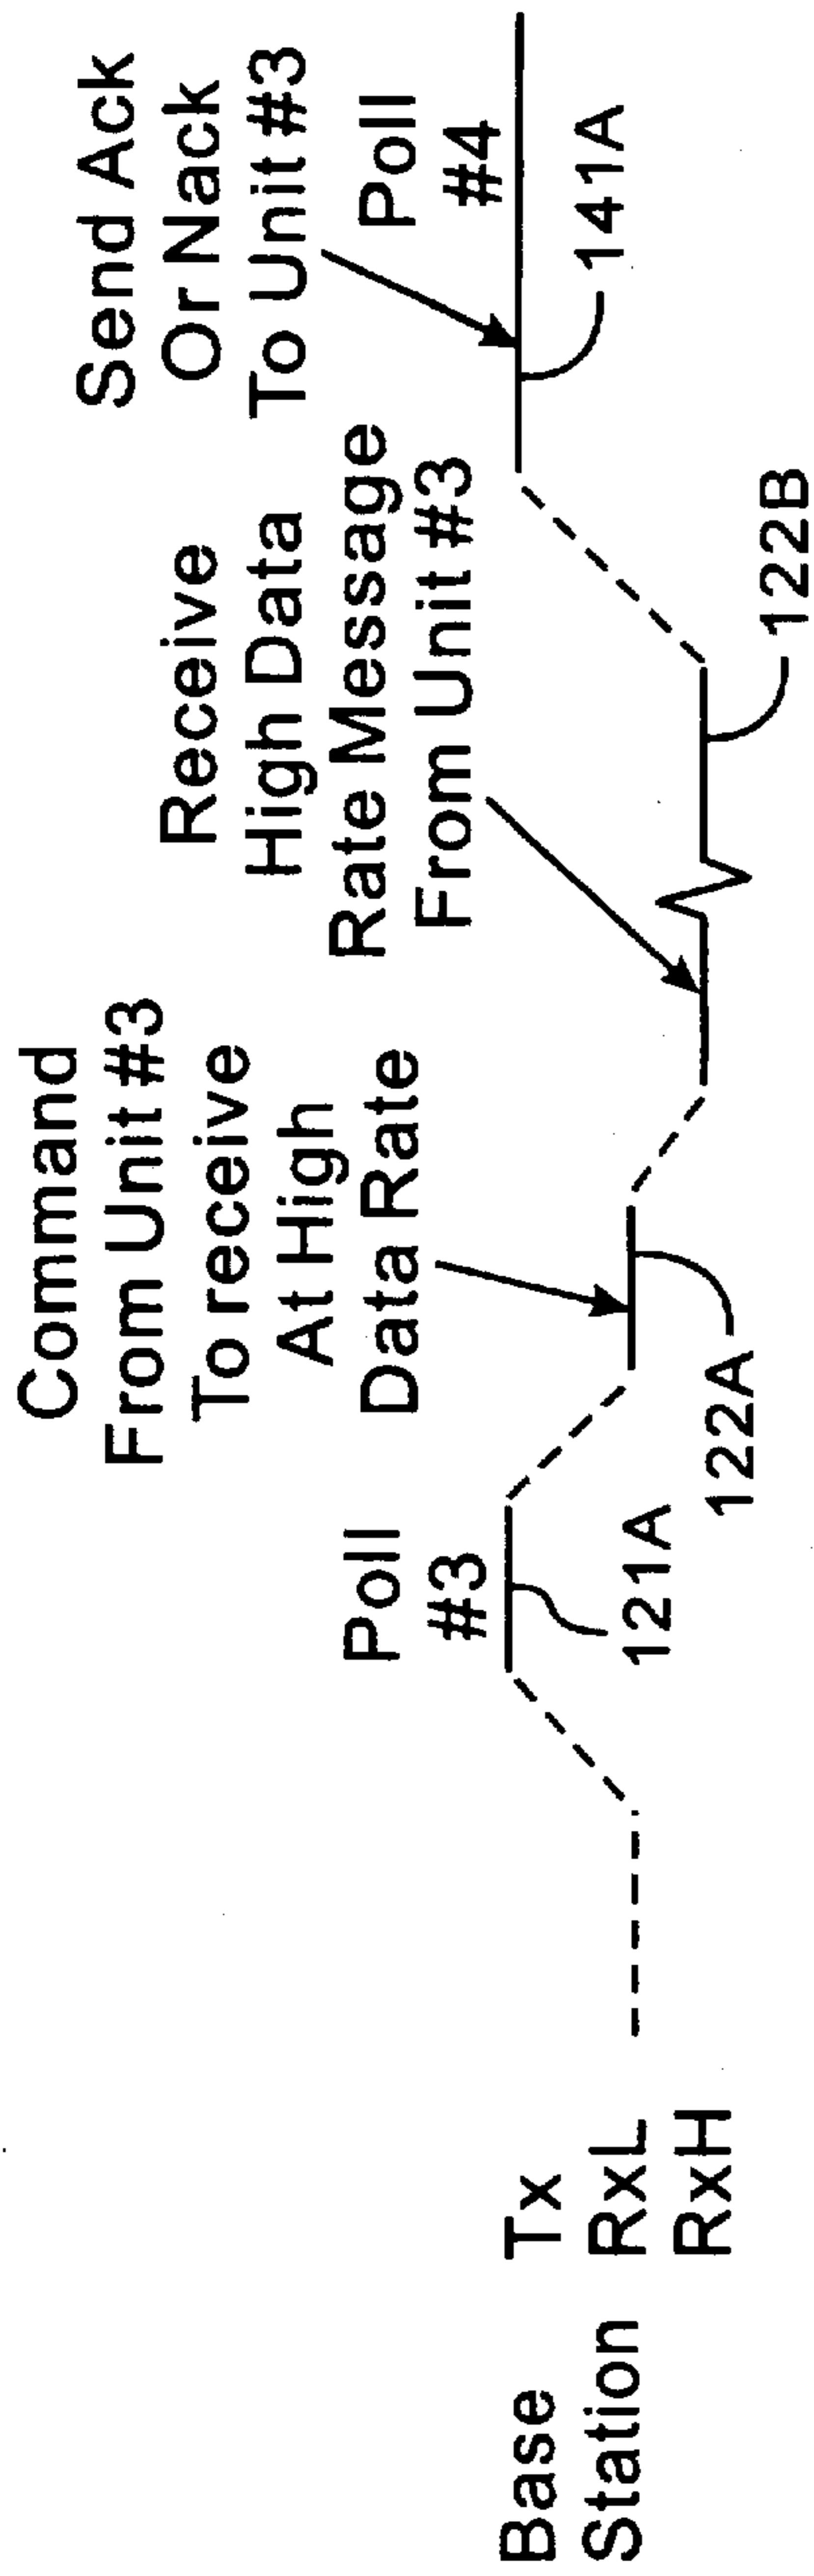 Base
Station
Tx
RxL
RxH
Poll
#3
121A
Command
From Unit #3
To receive
At High
Data Rate
122A
Receive
High Data
Rate Message
From Unit #3
122B
Send Ack
Or Nack
To Unit #3
Poll
#4
141A